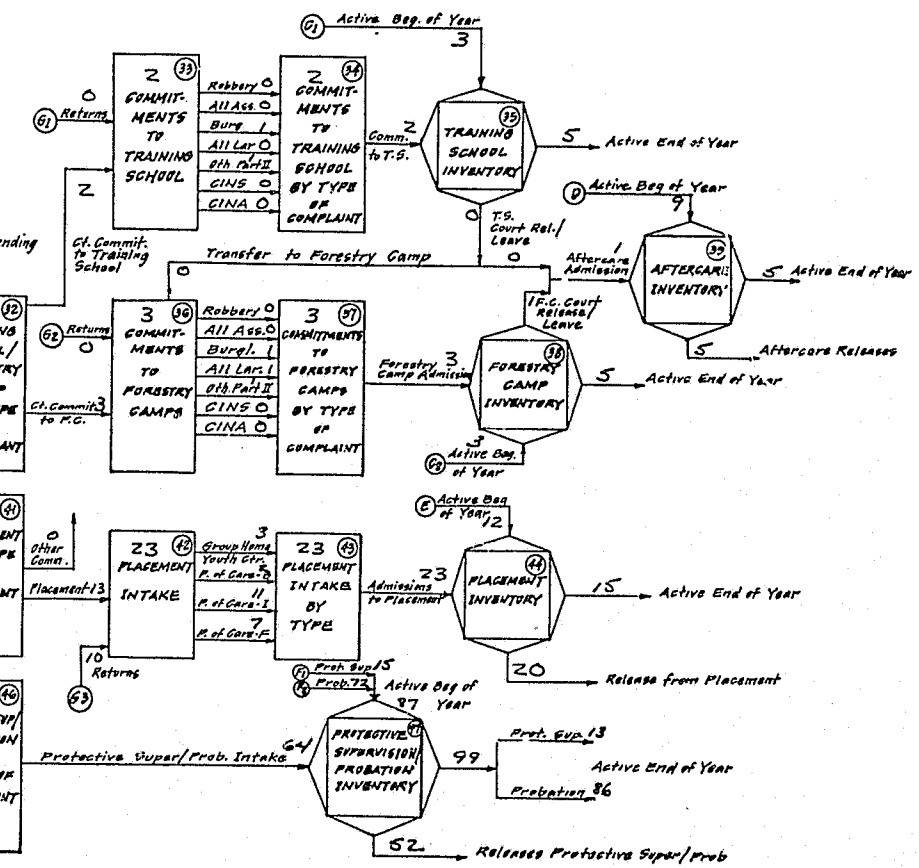 G1 Active Beg. of Year
3
2 33
COMMIT-
MENTS
TO
TRAINING
SCHOOL
0
G1 Returns
2
Ct. Commit.
to Training
School
Robbery 0
All Ass. 0
Burg. 1
All Lar 0
Oth. Part II
CINS 0
CINA 0
2 34
COMMIT-
MENTS
TO
TRAINING
SCHOOL
BY TYPE
OF
COMPLAINT
Comm. 2
to T.S.
35
TRAINING
SCHOOL
INVENTORY
5 Active End of Year
0
T.S.
Court Rel./
Leave
0
D Active Beg of Year
9
1
Aftercare
Admission
39
AFTERCARE
INVENTORY
5 Active End of Year
5 Aftercare Releases
Transfer to Forestry Camp
0
ending
32
3 36
COMMIT-
MENTS
TO
FORESTRY
CAMPS
G2 Returns
0
Ct. Commit. 3
to F.C.
Robbery 0
All Ass. 0
Burgl. 1
All Lar. 1
Oth. Part II
CINS 0
CINA 0
3 37
COMMITMENTS
TO
FORESTRY
CAMPS
BY TYPE
OF
COMPLAINT
Forestry 3
Camp Admission
1 F.C. Court
Release/
Leave
38
FORESTRY
CAMP
INVENTORY
5 Active End of Year
3
G2 Active Beg.
of Year
41
0
Other
Comm.
Placement 13
10
Returns
G3
23 42
PLACEMENT
INTAKE
3
Group Home
Youth Ctr.
P. of Care-
11
P. of Care-I
7
P. of Care-F
23 43
PLACEMENT
INTAKE
BY
TYPE
Admissions 23
to Placement
E Active Beg
of Year 12
44
PLACEMENT
INVENTORY
15 Active End of Year
20
Release from Placement
46
F1 Prot. Sup 15
Prob. 72
Active Beg of
87 Year
Protective Super/Prob. Intake 64
PROTECTIVE
SUPERVISION/
PROBATION
INVENTORY
99
Prot. Sup. 13
Active End of Year
Probation 86
52
Releases Protective Super/Prob